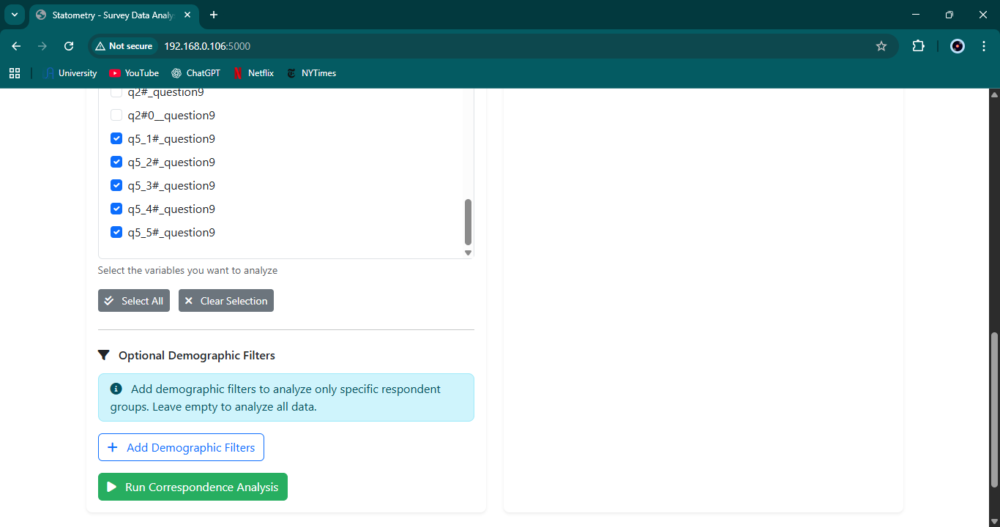 Statometry - Survey Data Analy
Not secure 192.168.0.106:5000
University YouTube ChatGPT Netflix NYTimes
q2#_question9
q2#0__question9
q5_1#_question9
q5_2#_question9
q5_3#_question9
q5_4#_question9
q5_5#_question9
Select the variables you want to analyze
Select All Clear Selection
Optional Demographic Filters
Add demographic filters to analyze only specific respondent
groups. Leave empty to analyze all data.
Add Demographic Filters
Run Correspondence Analysis